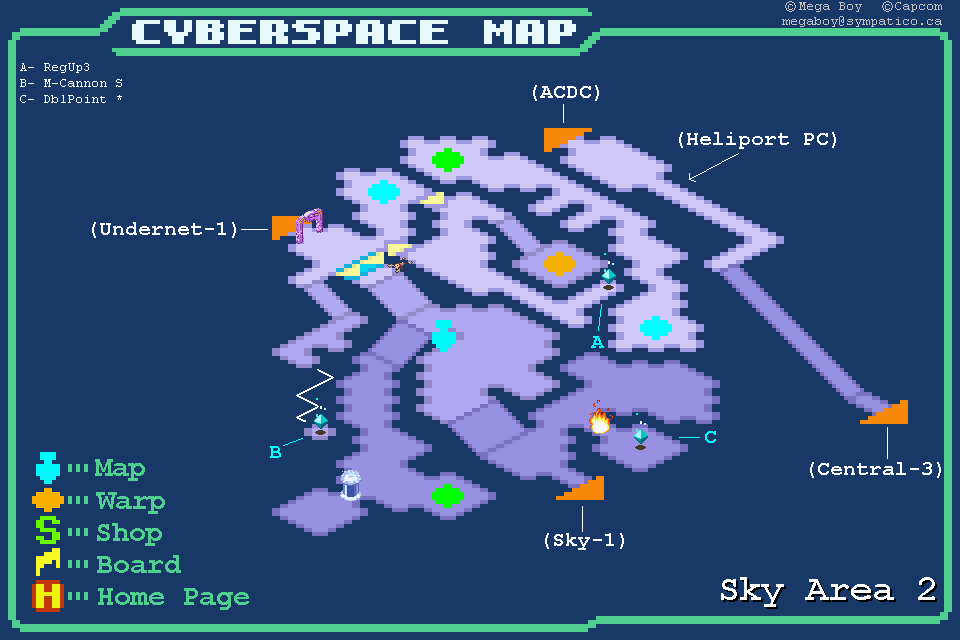 ©Mega Boy ©Capcom
megaboy@sympatico.ca
CYBERSPACE MAP
A- RegUp3
B- M-Cannon S
C- DblPoint *
(ACDC)
(Heliport PC)
(Undernet-1)
A
B
C
(Central-3)
(Sky-1)
Map
Warp
S Shop
Board
H Home Page
Sky Area 2